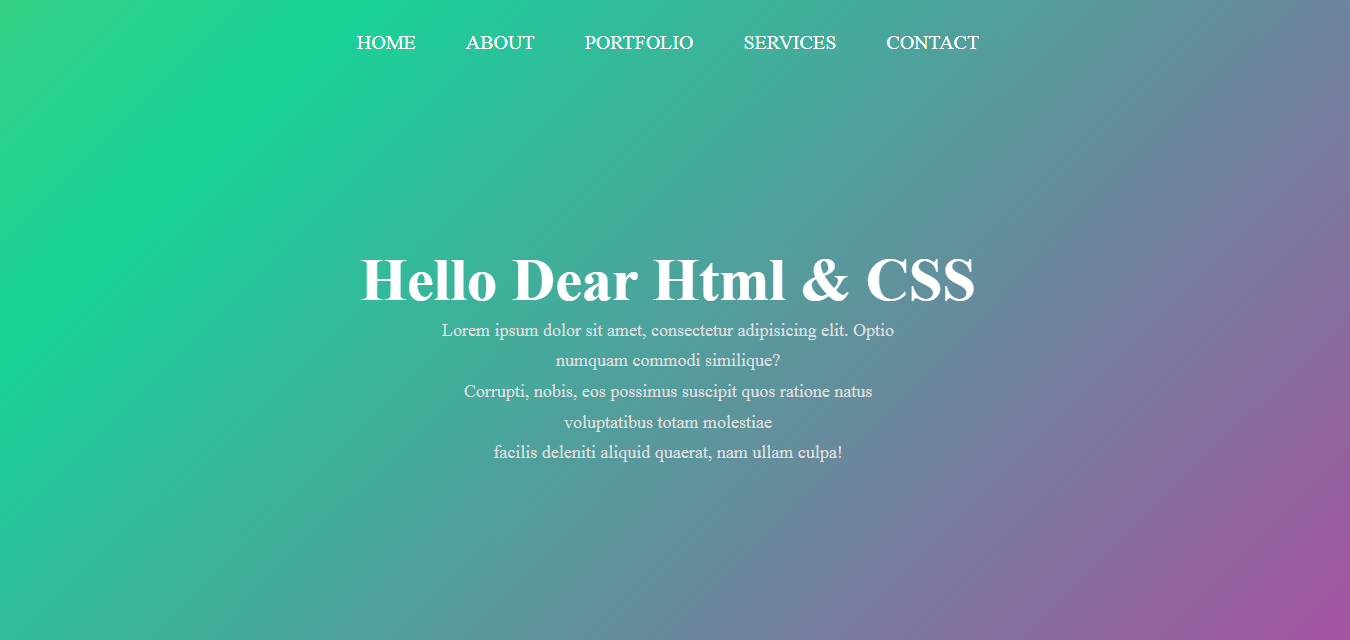 HOME ABOUT PORTFOLIO SERVICES CONTACT
Hello Dear Html & CSS
Lorem ipsum dolor sit amet, consectetur adipisicing elit. Optio
numquam commodi similique?
Corrupti, nobis, eos possimus suscipit quos ratione natus
voluptatibus totam molestiae
facilis deleniti aliquid quaerat, nam ullam culpa!